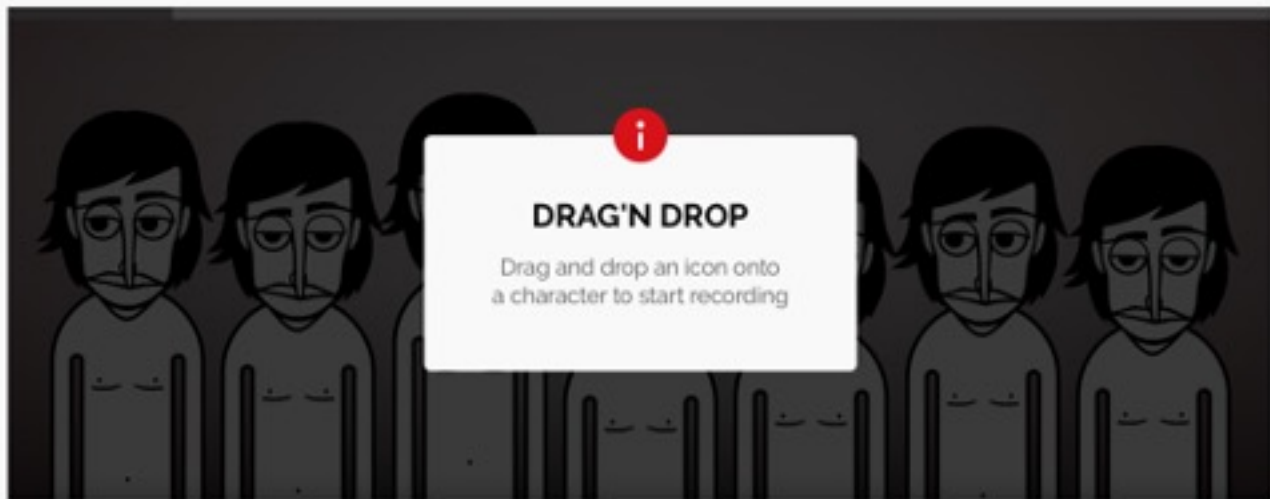 i
DRAG'N DROP
Drag and drop an icon onto
a character to start recording